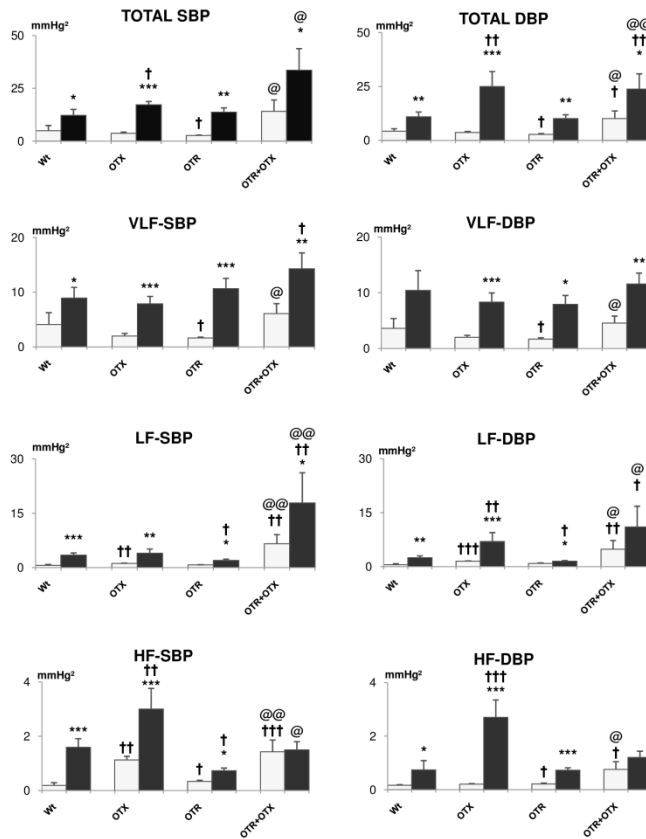 TOTAL SBP
mmHg²
50
25
0
*
†
***
†
**
@
@
*
Wt
OTX
OTR
OTR+OTX
TOTAL DBP
mmHg²
50
25
0
**
††
***
†
**
@
†
@@
††
*
Wt
OTX
OTR
OTR+OTX
VLF-SBP
mmHg²
20
10
0
*
***
†
***
@
†
**
Wt
OTX
OTR
OTR+OTX
VLF-DBP
mmHg²
20
10
0
***
†
*
@
**
Wt
OTX
OTR
OTR+OTX
LF-SBP
mmHg²
30
15
0
***
††
**
†
*
@@
††
@@
††
*
Wt
OTX
OTR
OTR+OTX
LF-DBP
mmHg²
30
15
0
**
†††
††
***
†
*
@
††
@
†
Wt
OTX
OTR
OTR+OTX
HF-SBP
mmHg²
4
2
0
***
††
††
***
†
†
*
@@
†††
@
Wt
OTX
OTR
OTR+OTX
HF-DBP
mmHg²
4
2
0
*
†††
***
†
***
@
†
Wt
OTX
OTR
OTR+OTX